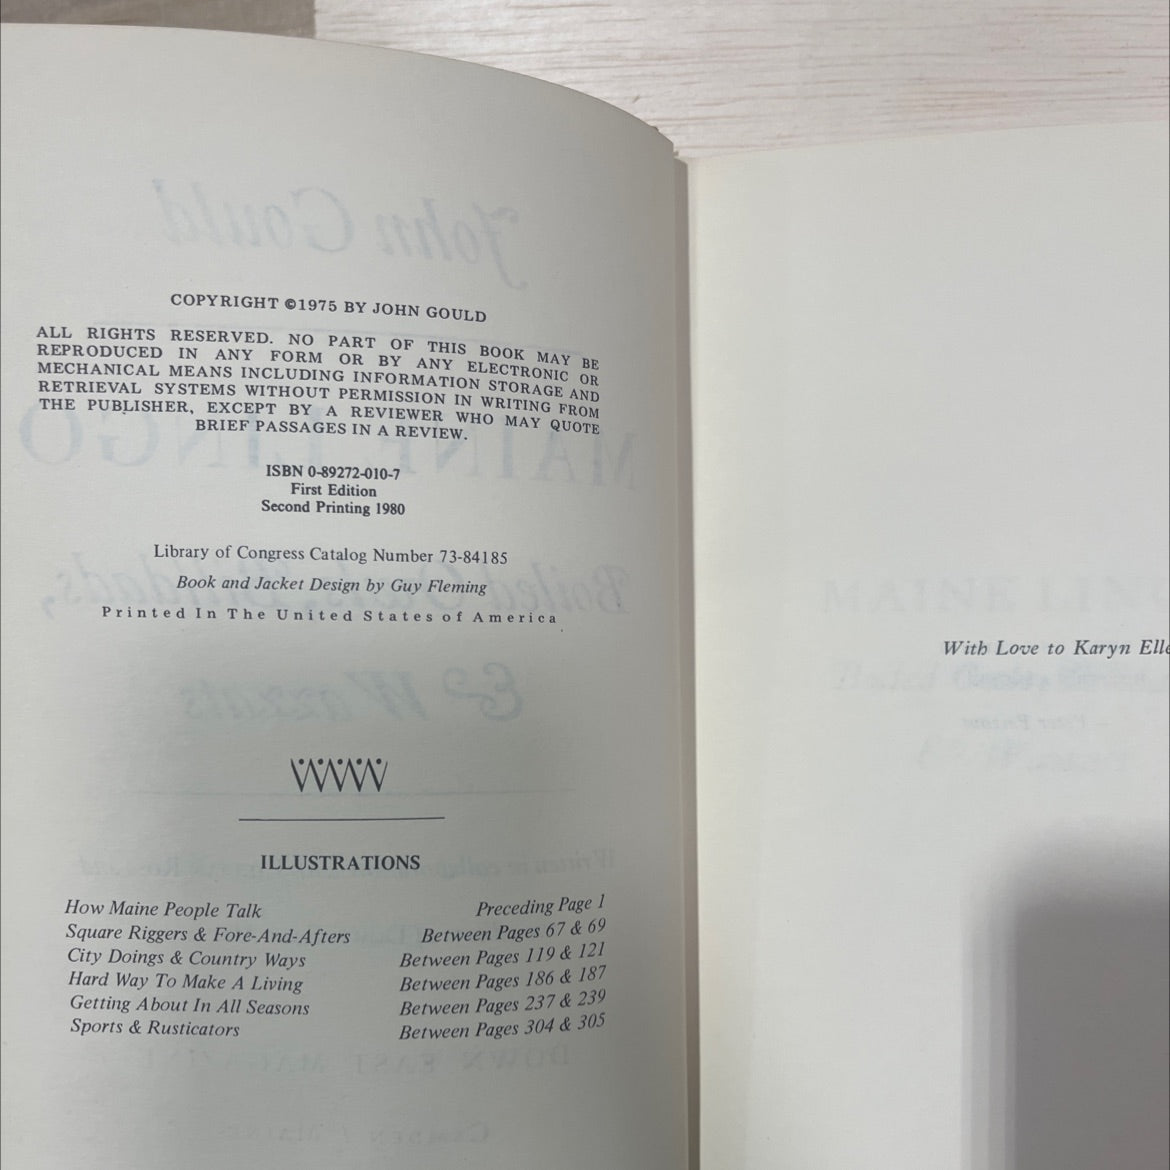 COPYRIGHT ©1975 BY JOHN GOULD
ALL RIGHTS RESERVED. NO PART OF THIS BOOK MAY BE
REPRODUCED IN ANY FORM OR BY ANY ELECTRONIC OR
MECHANICAL MEANS INCLUDING INFORMATION STORAGE AND
RETRIEVAL SYSTEMS WITHOUT PERMISSION IN WRITING FROM
THE PUBLISHER, EXCEPT BY A REVIEWER WHO MAY QUOTE
BRIEF PASSAGES IN A REVIEW.
ISBN 0-89272-010-7
First Edition
Second Printing 1980
Library of Congress Catalog Number 73-84185
Book and Jacket Design by Guy Fleming
Printed In The United States of America
ILLUSTRATIONS
How Maine People Talk Preceding Page 1
Square Riggers & Fore-And-Afters Between Pages 67 & 69
City Doings & Country Ways Between Pages 119 & 121
Hard Way To Make A Living Between Pages 186 & 187
Getting About In All Seasons Between Pages 237 & 239
Sports & Rusticators Between Pages 304 & 305
With Love to Karyn Elle